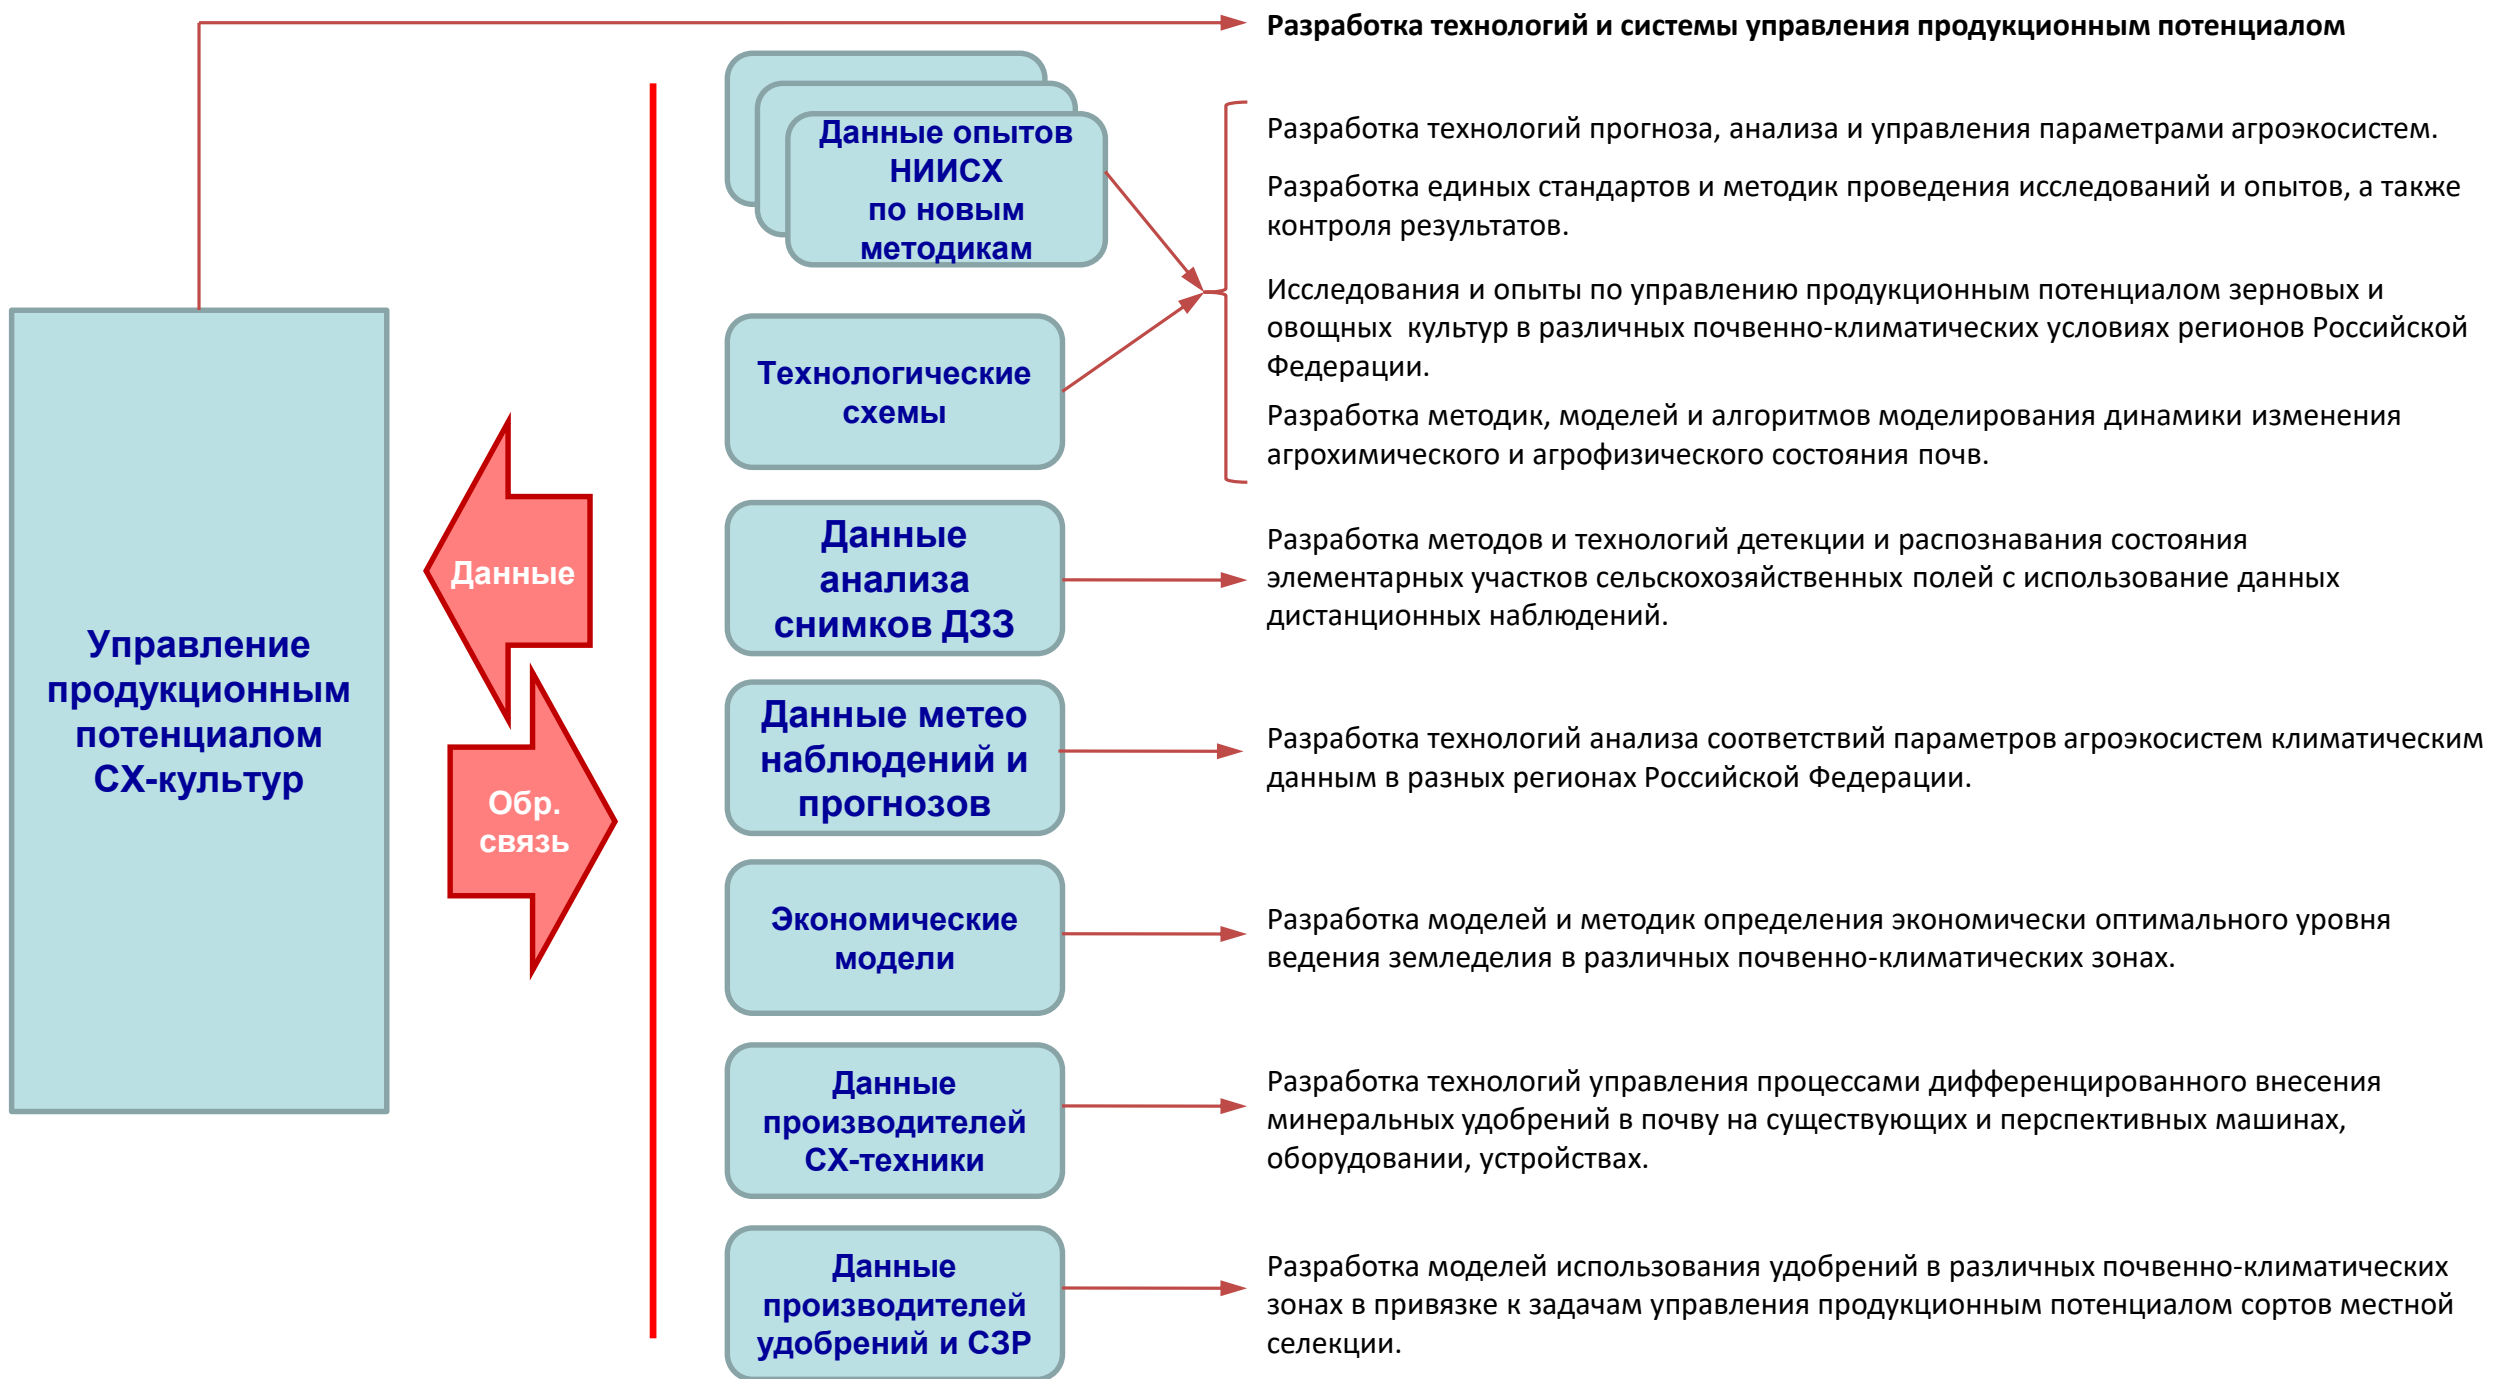 Разработка технологий и системы управления продукционным потенциалом
Управление
продукционным
потенциалом
СХ-культур
Данные
Обр.
связь
Данные опытов
НИИСХ
по новым
методикам
Технологические
схемы
Разработка технологий прогноза, анализа и управления параметрами агроэкосистем.
Разработка единых стандартов и методик проведения исследований и опытов, а также
контроля результатов.
Исследования и опыты по управлению продукционным потенциалом зерновых и
овощных  культур в различных почвенно-климатических условиях регионов Российской
Федерации.
Разработка методик, моделей и алгоритмов моделирования динамики изменения
агрохимического и агрофизического состояния почв.
Данные
анализа
снимков ДЗЗ
Разработка методов и технологий детекции и распознавания состояния
элементарных участков сельскохозяйственных полей с использование данных
дистанционных наблюдений.
Данные метео
наблюдений и
прогнозов
Разработка технологий анализа соответствий параметров агроэкосистем климатическим
данным в разных регионах Российской Федерации.
Экономические
модели
Разработка моделей и методик определения экономически оптимального уровня
ведения земледелия в различных почвенно-климатических зонах.
Данные
производителей
СХ-техники
Разработка технологий управления процессами дифференцированного внесения
минеральных удобрений в почву на существующих и перспективных машинах,
оборудовании, устройствах.
Данные
производителей
удобрений и СЗР
Разработка моделей использования удобрений в различных почвенно-климатических
зонах в привязке к задачам управления продукционным потенциалом сортов местной
селекции.